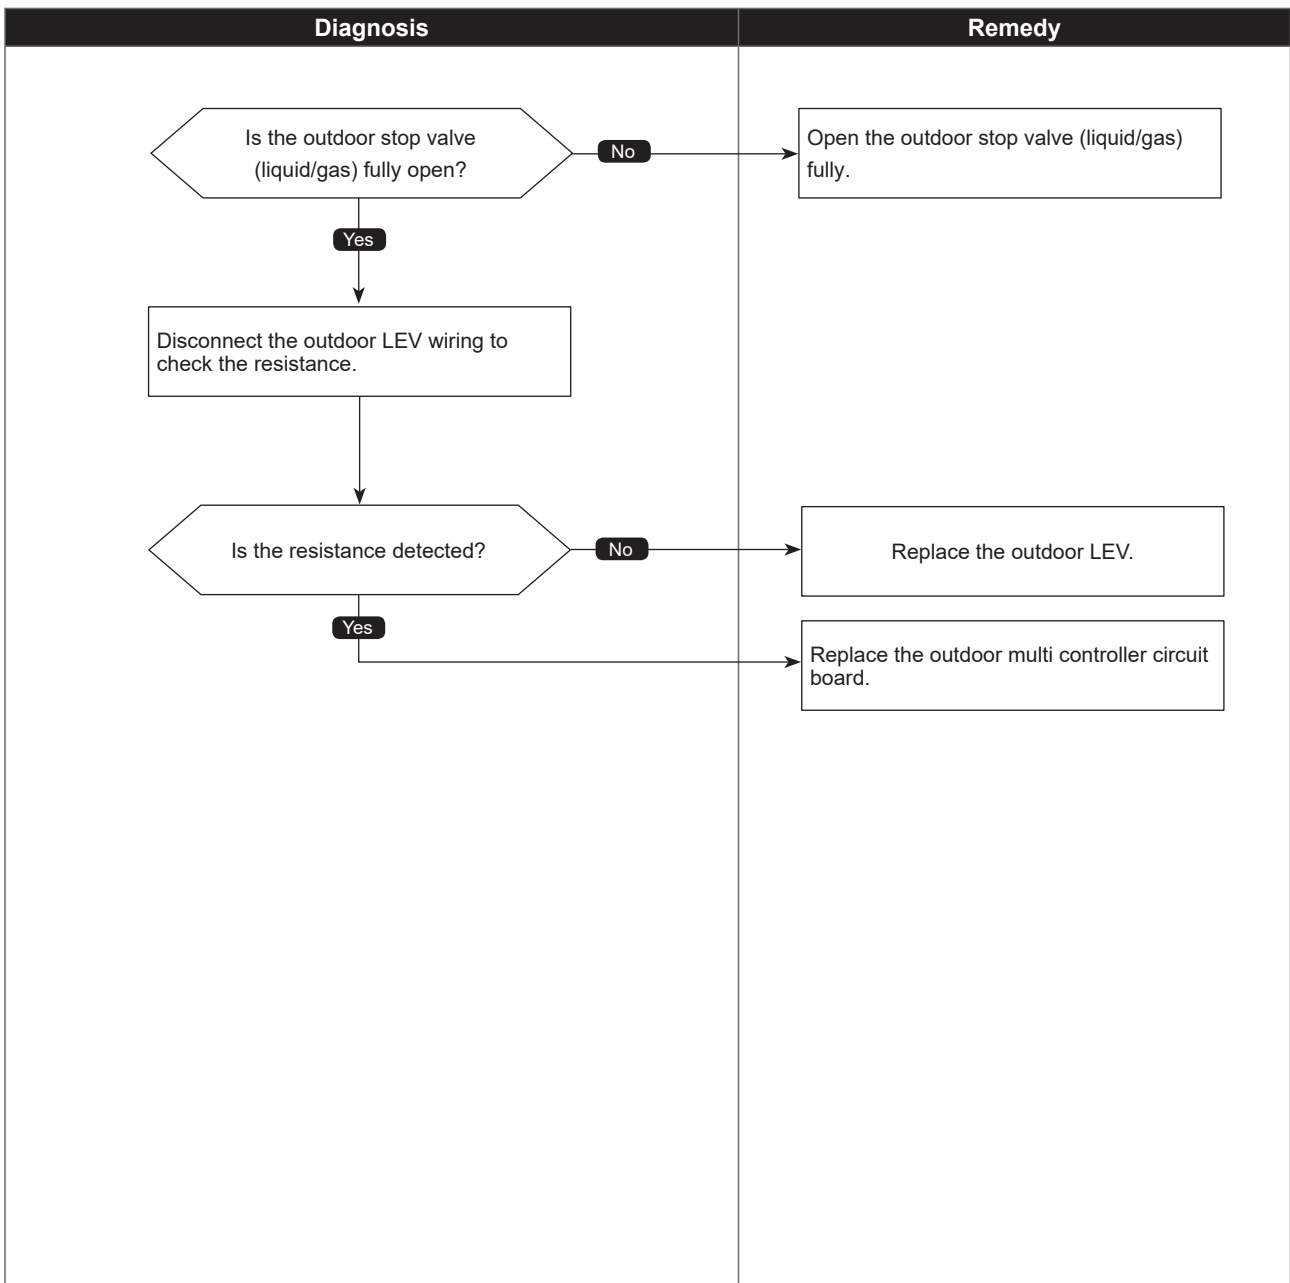 Diagnosis
Remedy
Is the outdoor stop valve
(liquid/gas) fully open?
No
Open the outdoor stop valve (liquid/gas)
fully.
Yes
Disconnect the outdoor LEV wiring to
check the resistance.
Is the resistance detected?
No
Replace the outdoor LEV.
Yes
Replace the outdoor multi controller circuit
board.